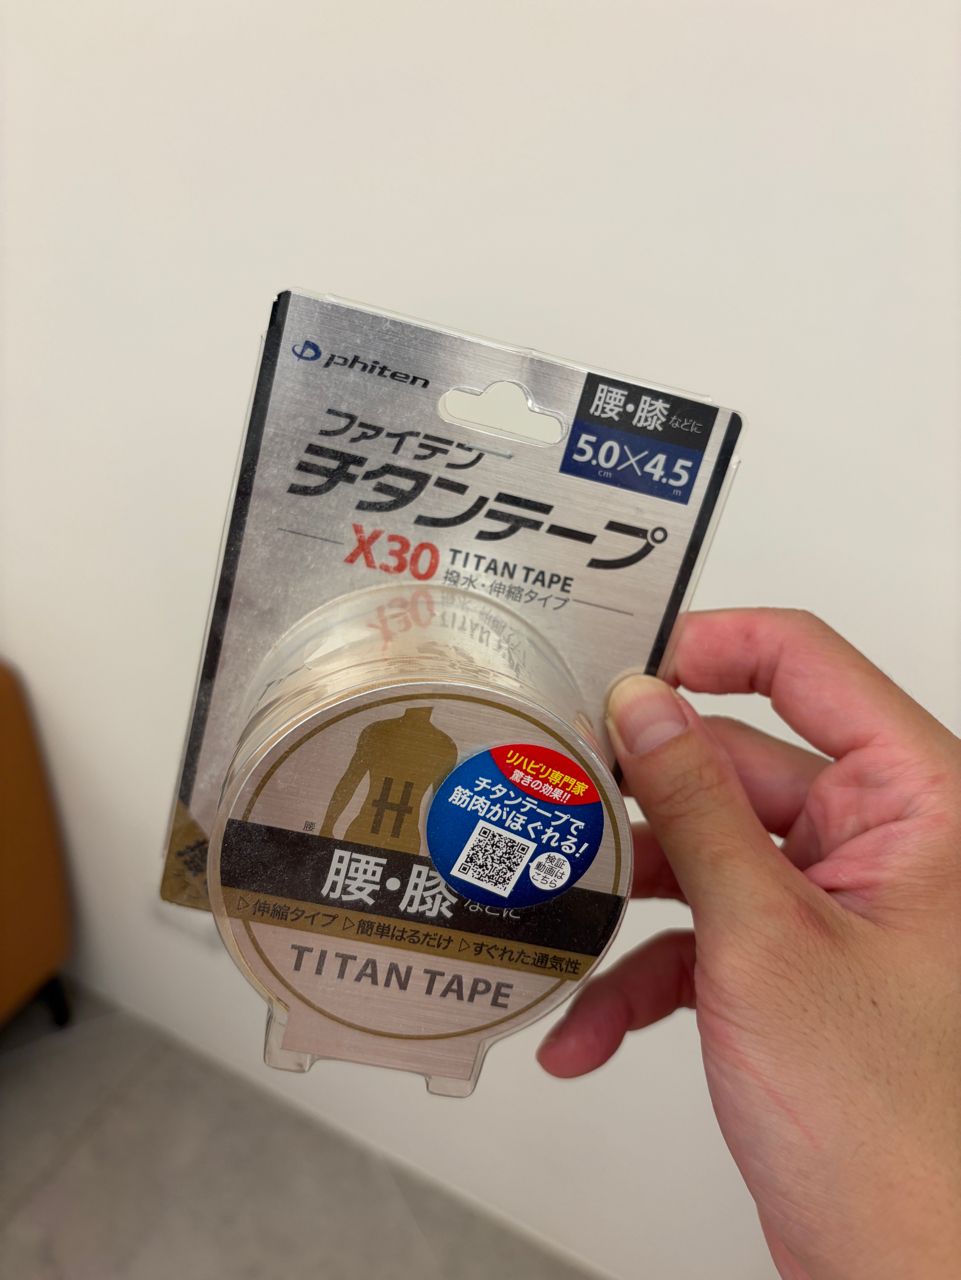 phiten
腰・膝などに
5.0cm×4.5m
ファイテン
チタンテープ
X30 TITAN TAPE
撥水・伸縮タイプ
リハビリ専門家
驚きの効果!!
チタンテープで
筋肉がほぐれる!
検証
動画は
こちら
腰
腰・膝などに
▷伸縮タイプ ▷簡単はるだけ ▷すぐれた通気性
TITAN TAPE